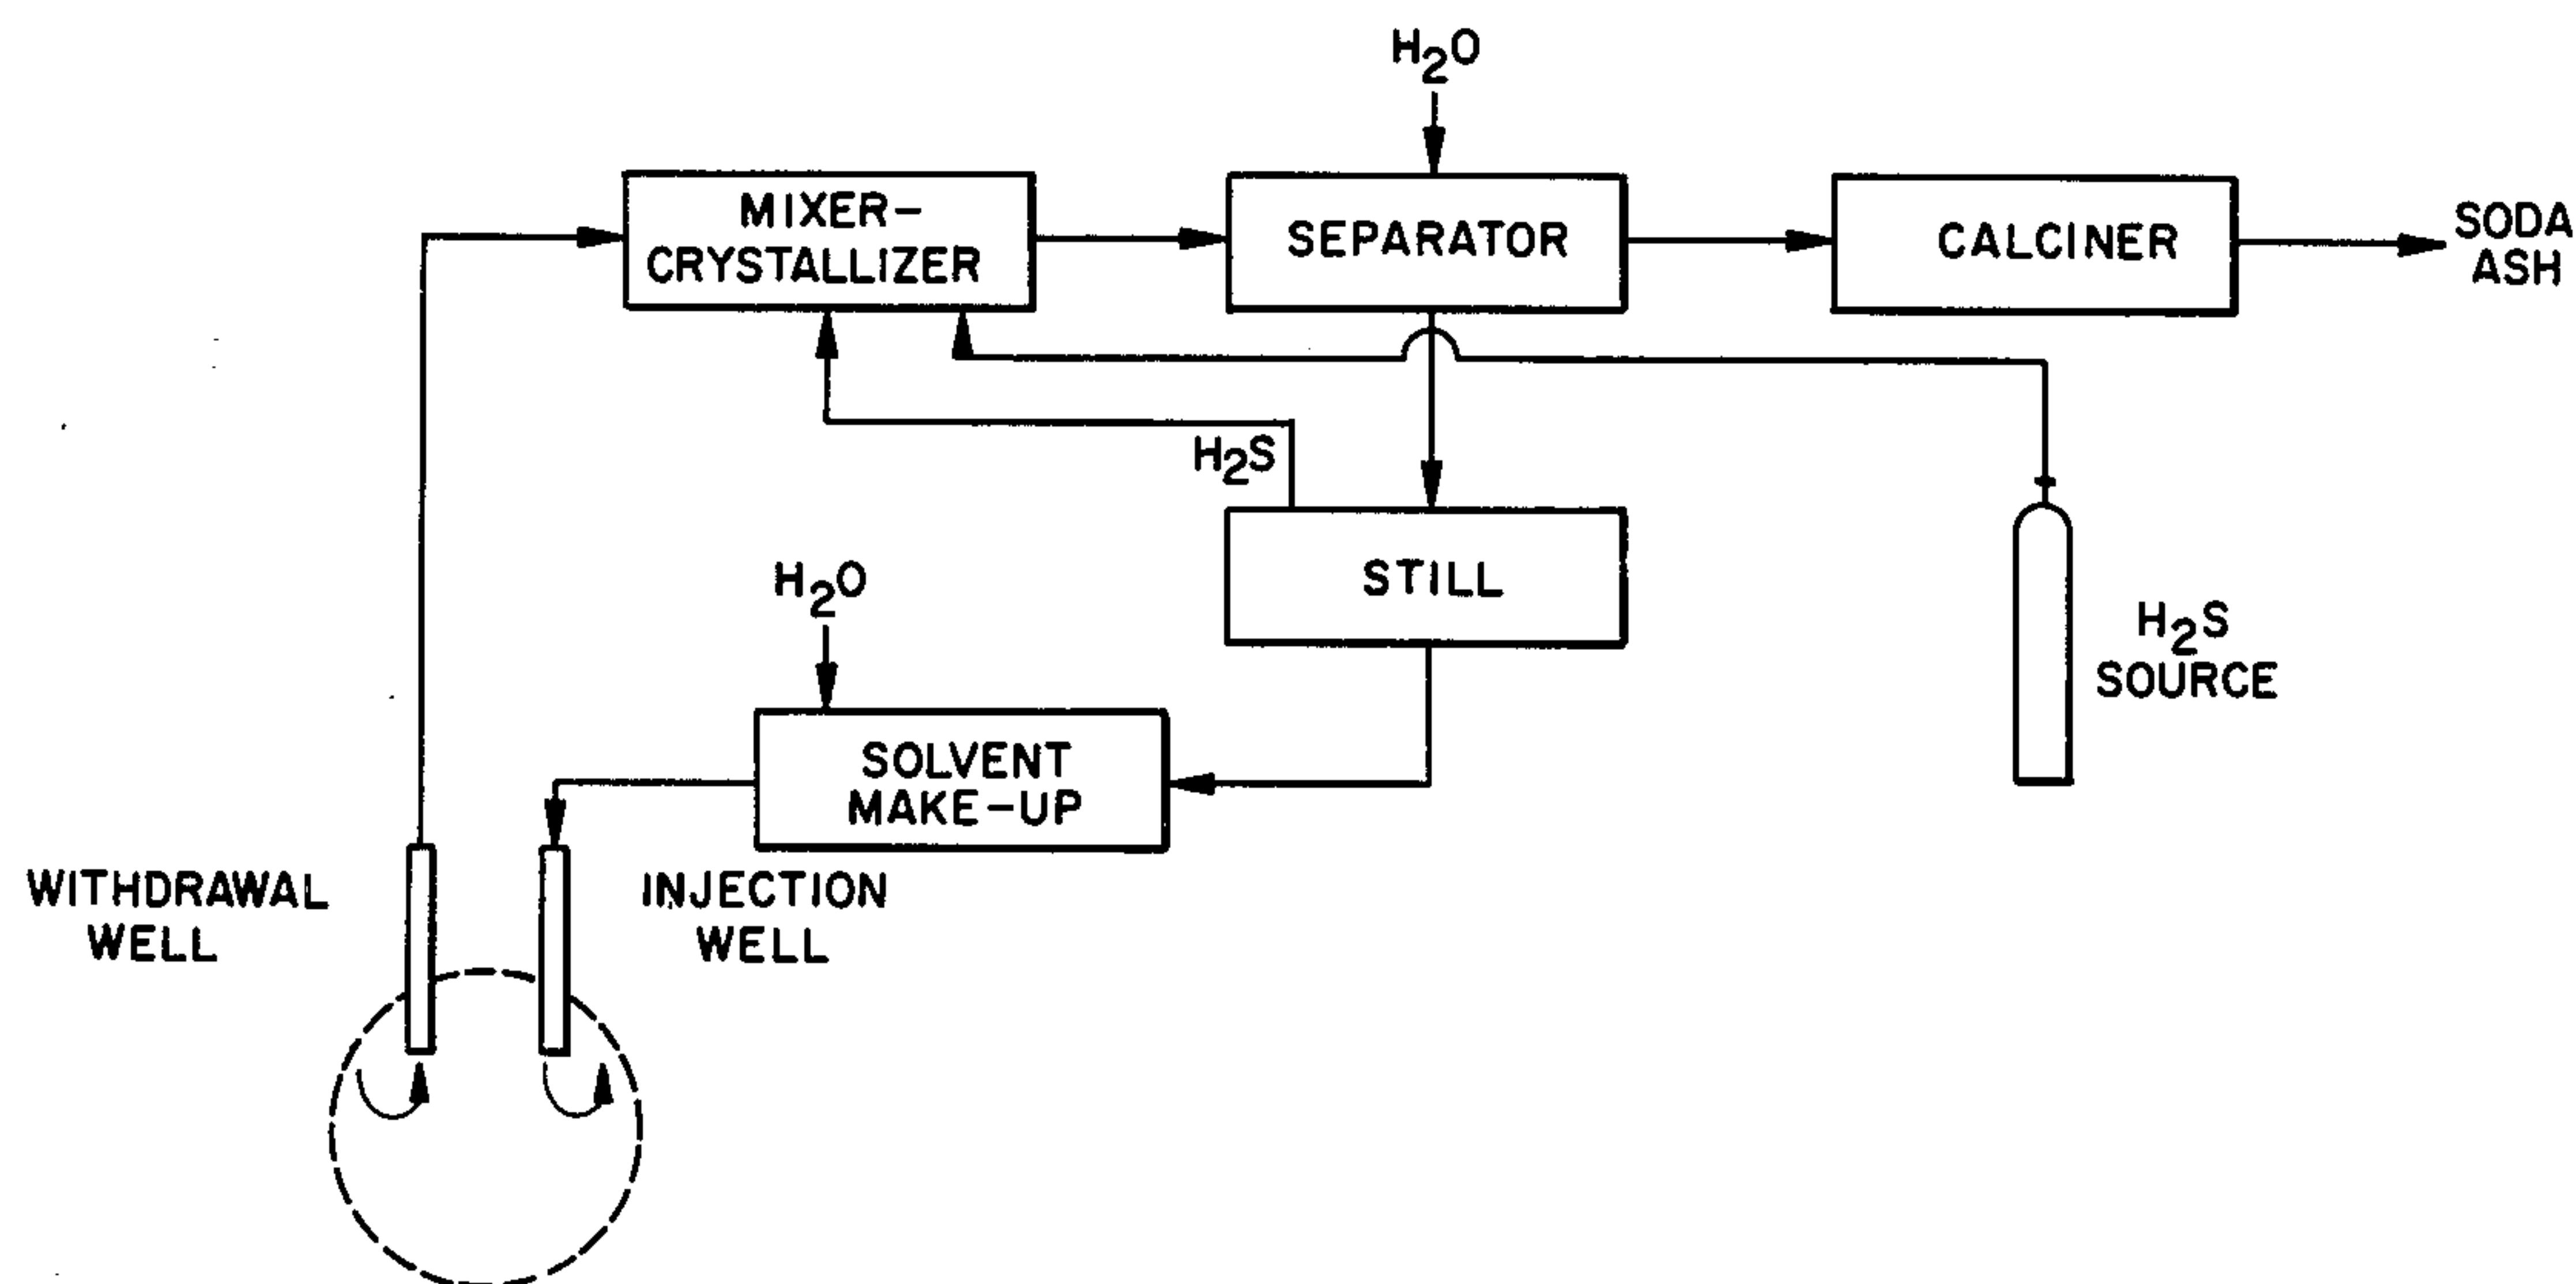 H2O
MIXER-
CRYSTALLIZER
SEPARATOR
CALCINER
SODA
ASH
H2S
STILL
H2O
H2S
SOURCE
SOLVENT
MAKE-UP
WITHDRAWAL
WELL
INJECTION
WELL